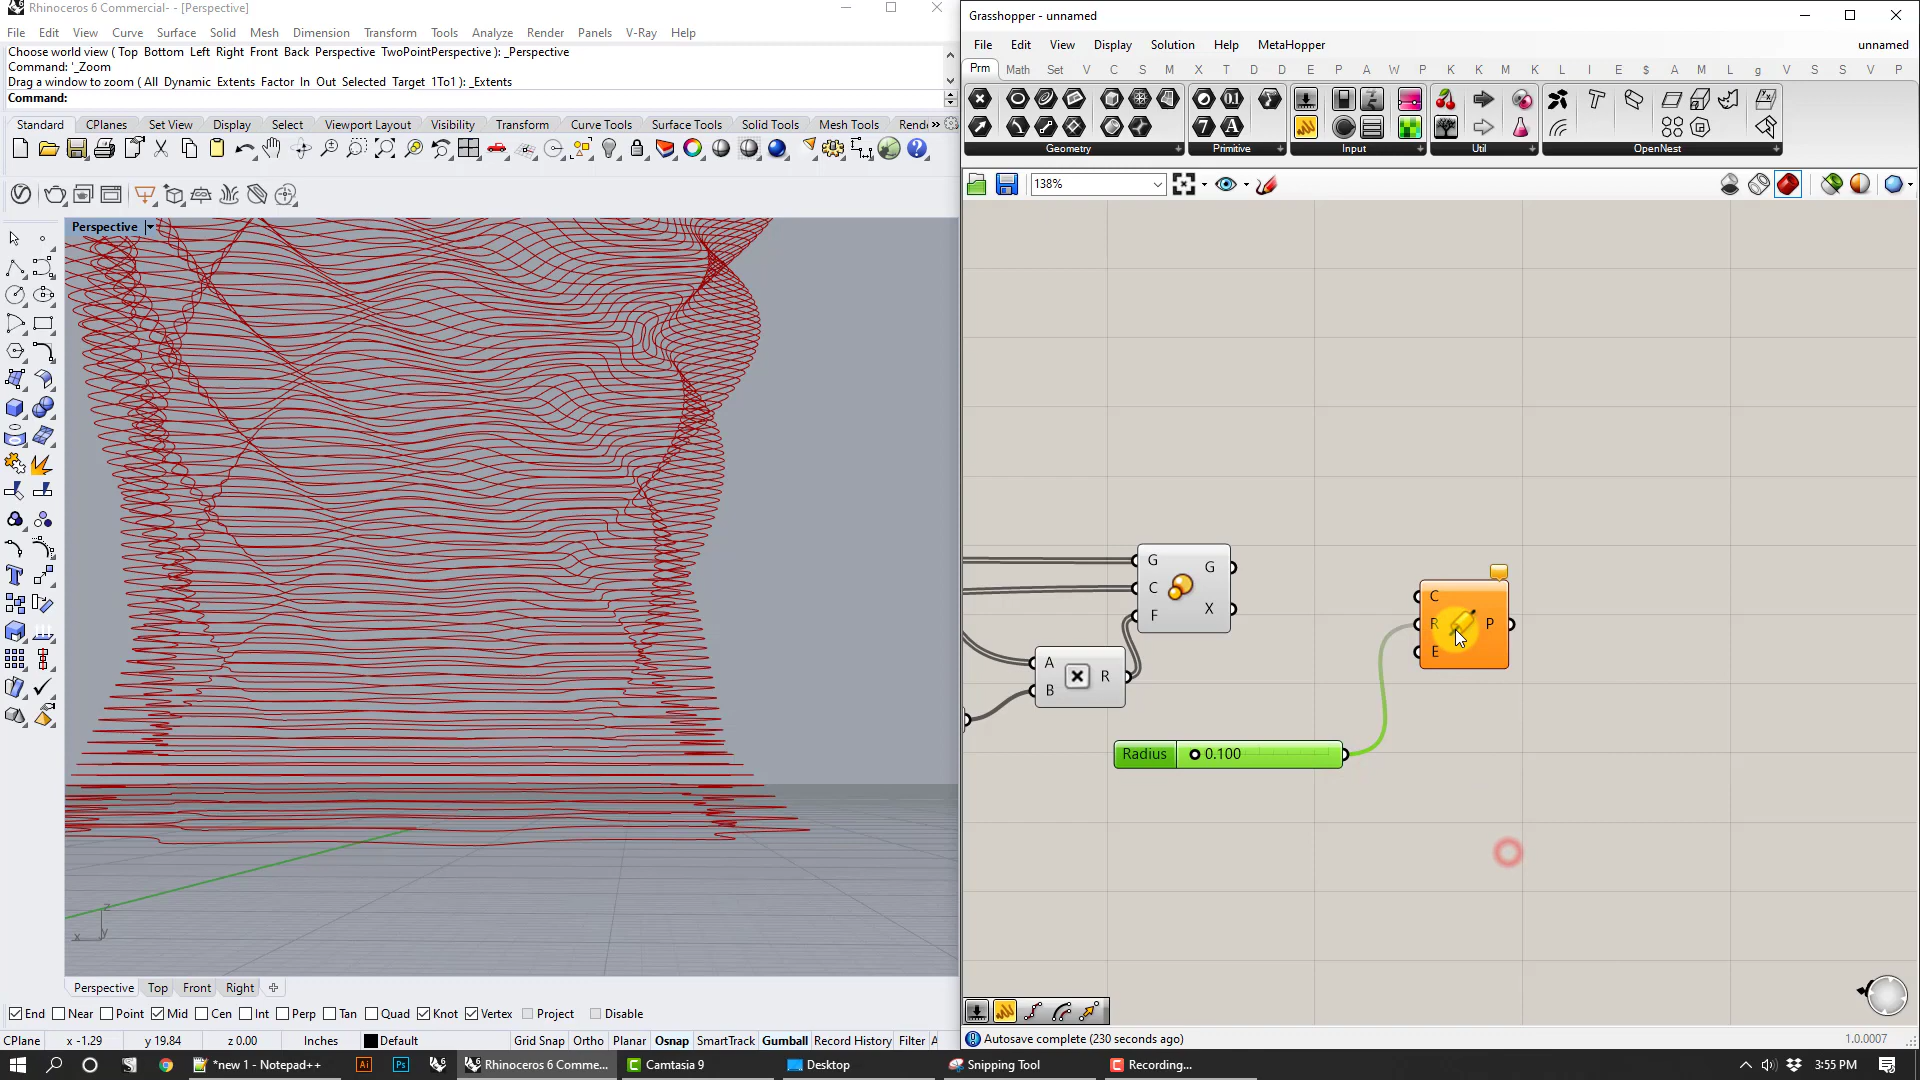 Rhinoceros 6 Commercial- - [Perspective]
File Edit View Curve Surface Solid Mesh Dimension Transform Tools Analyze Render Panels V-Ray Help
Choose world view ( Top Bottom Left Right Front Back Perspective TwoPointPerspective ): _Perspective
Command: '_Zoom
Drag a window to zoom ( All Dynamic Extents Factor In Out Selected Target 1To1 ): _Extents
Command:
Standard CPlanes Set View Display Select Viewport Layout Visibility Transform Curve Tools Surface Tools Solid Tools Mesh Tools Rend »
Perspective
z
x y
Perspective Top Front Right
End Near Point Mid Cen Int Perp Tan Quad Knot Vertex Project Disable
CPlane x -1.29 y 19.84 z 0.00 Inches Default Grid Snap Ortho Planar Osnap SmartTrack Gumball Record History Filter A
Grasshopper - unnamed
File Edit View Display Solution Help MetaHopper unnamed
Prm Math Set V C S M X T D D E P A W P K K M K L I E $ A M L g V S S V P
Geometry Primitive Input Util OpenNest
138%
G G
C
F X
A
B R
C
R P
E
Radius 0.100
Autosave complete (230 seconds ago) 1.0.0007
*new 1 - Notepad++ Rhinoceros 6 Comme... Camtasia 9 Desktop Snipping Tool Recording... 3:55 PM